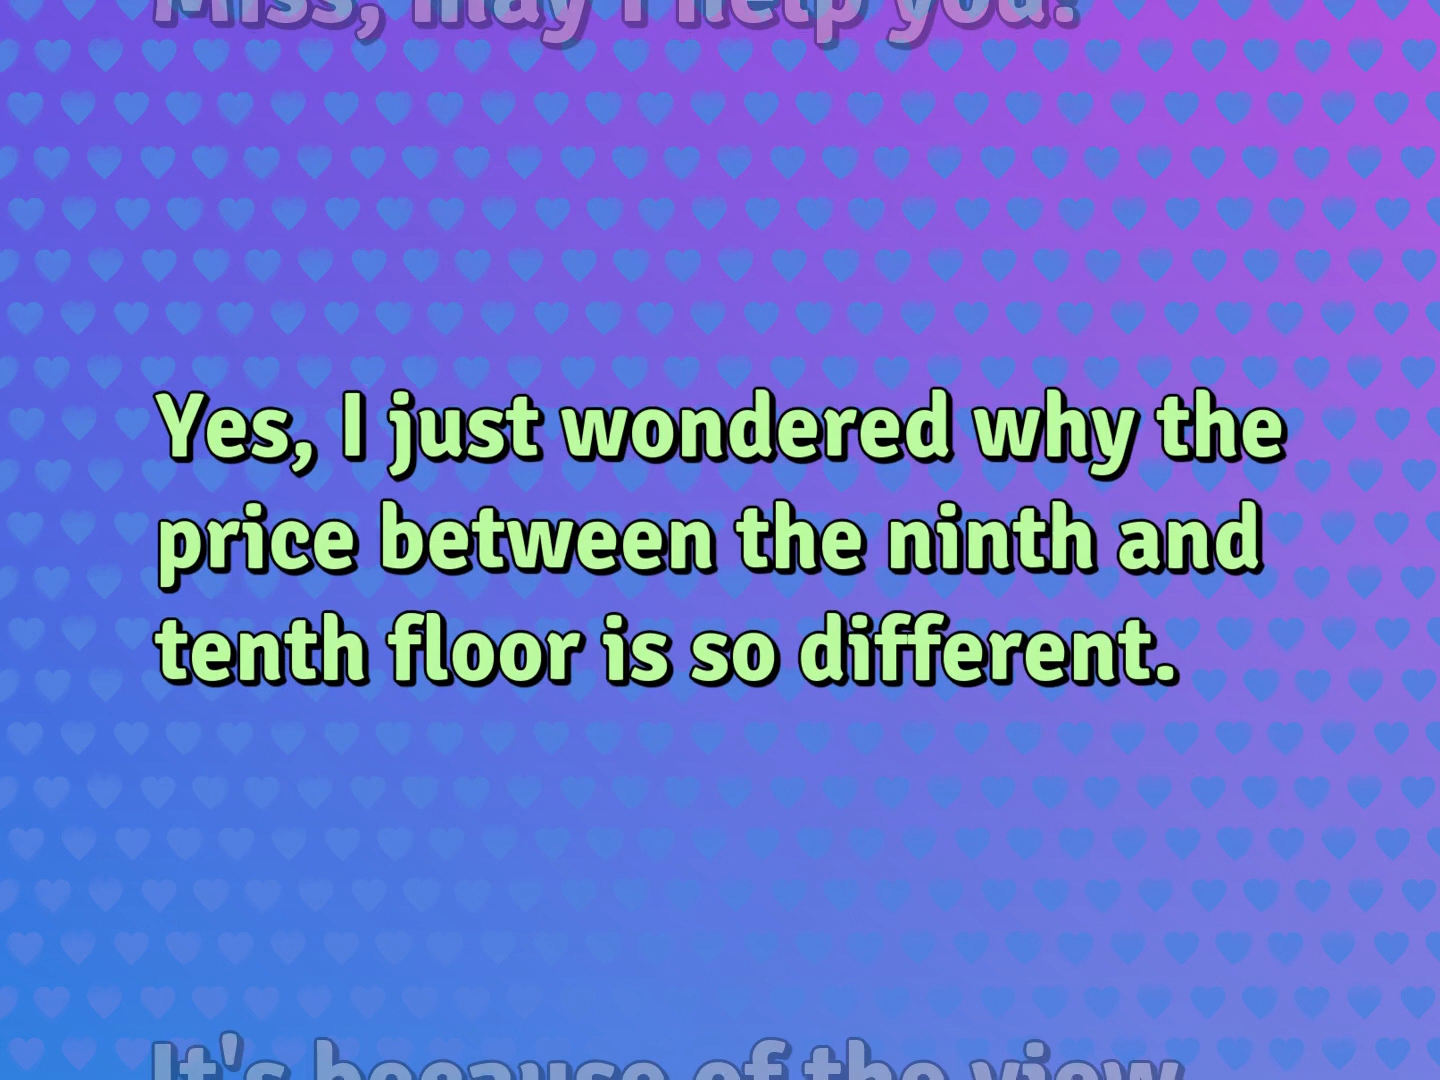 Miss, may I help you?
Yes, I just wondered why the
price between the ninth and
tenth floor is so different.
It's because of the view